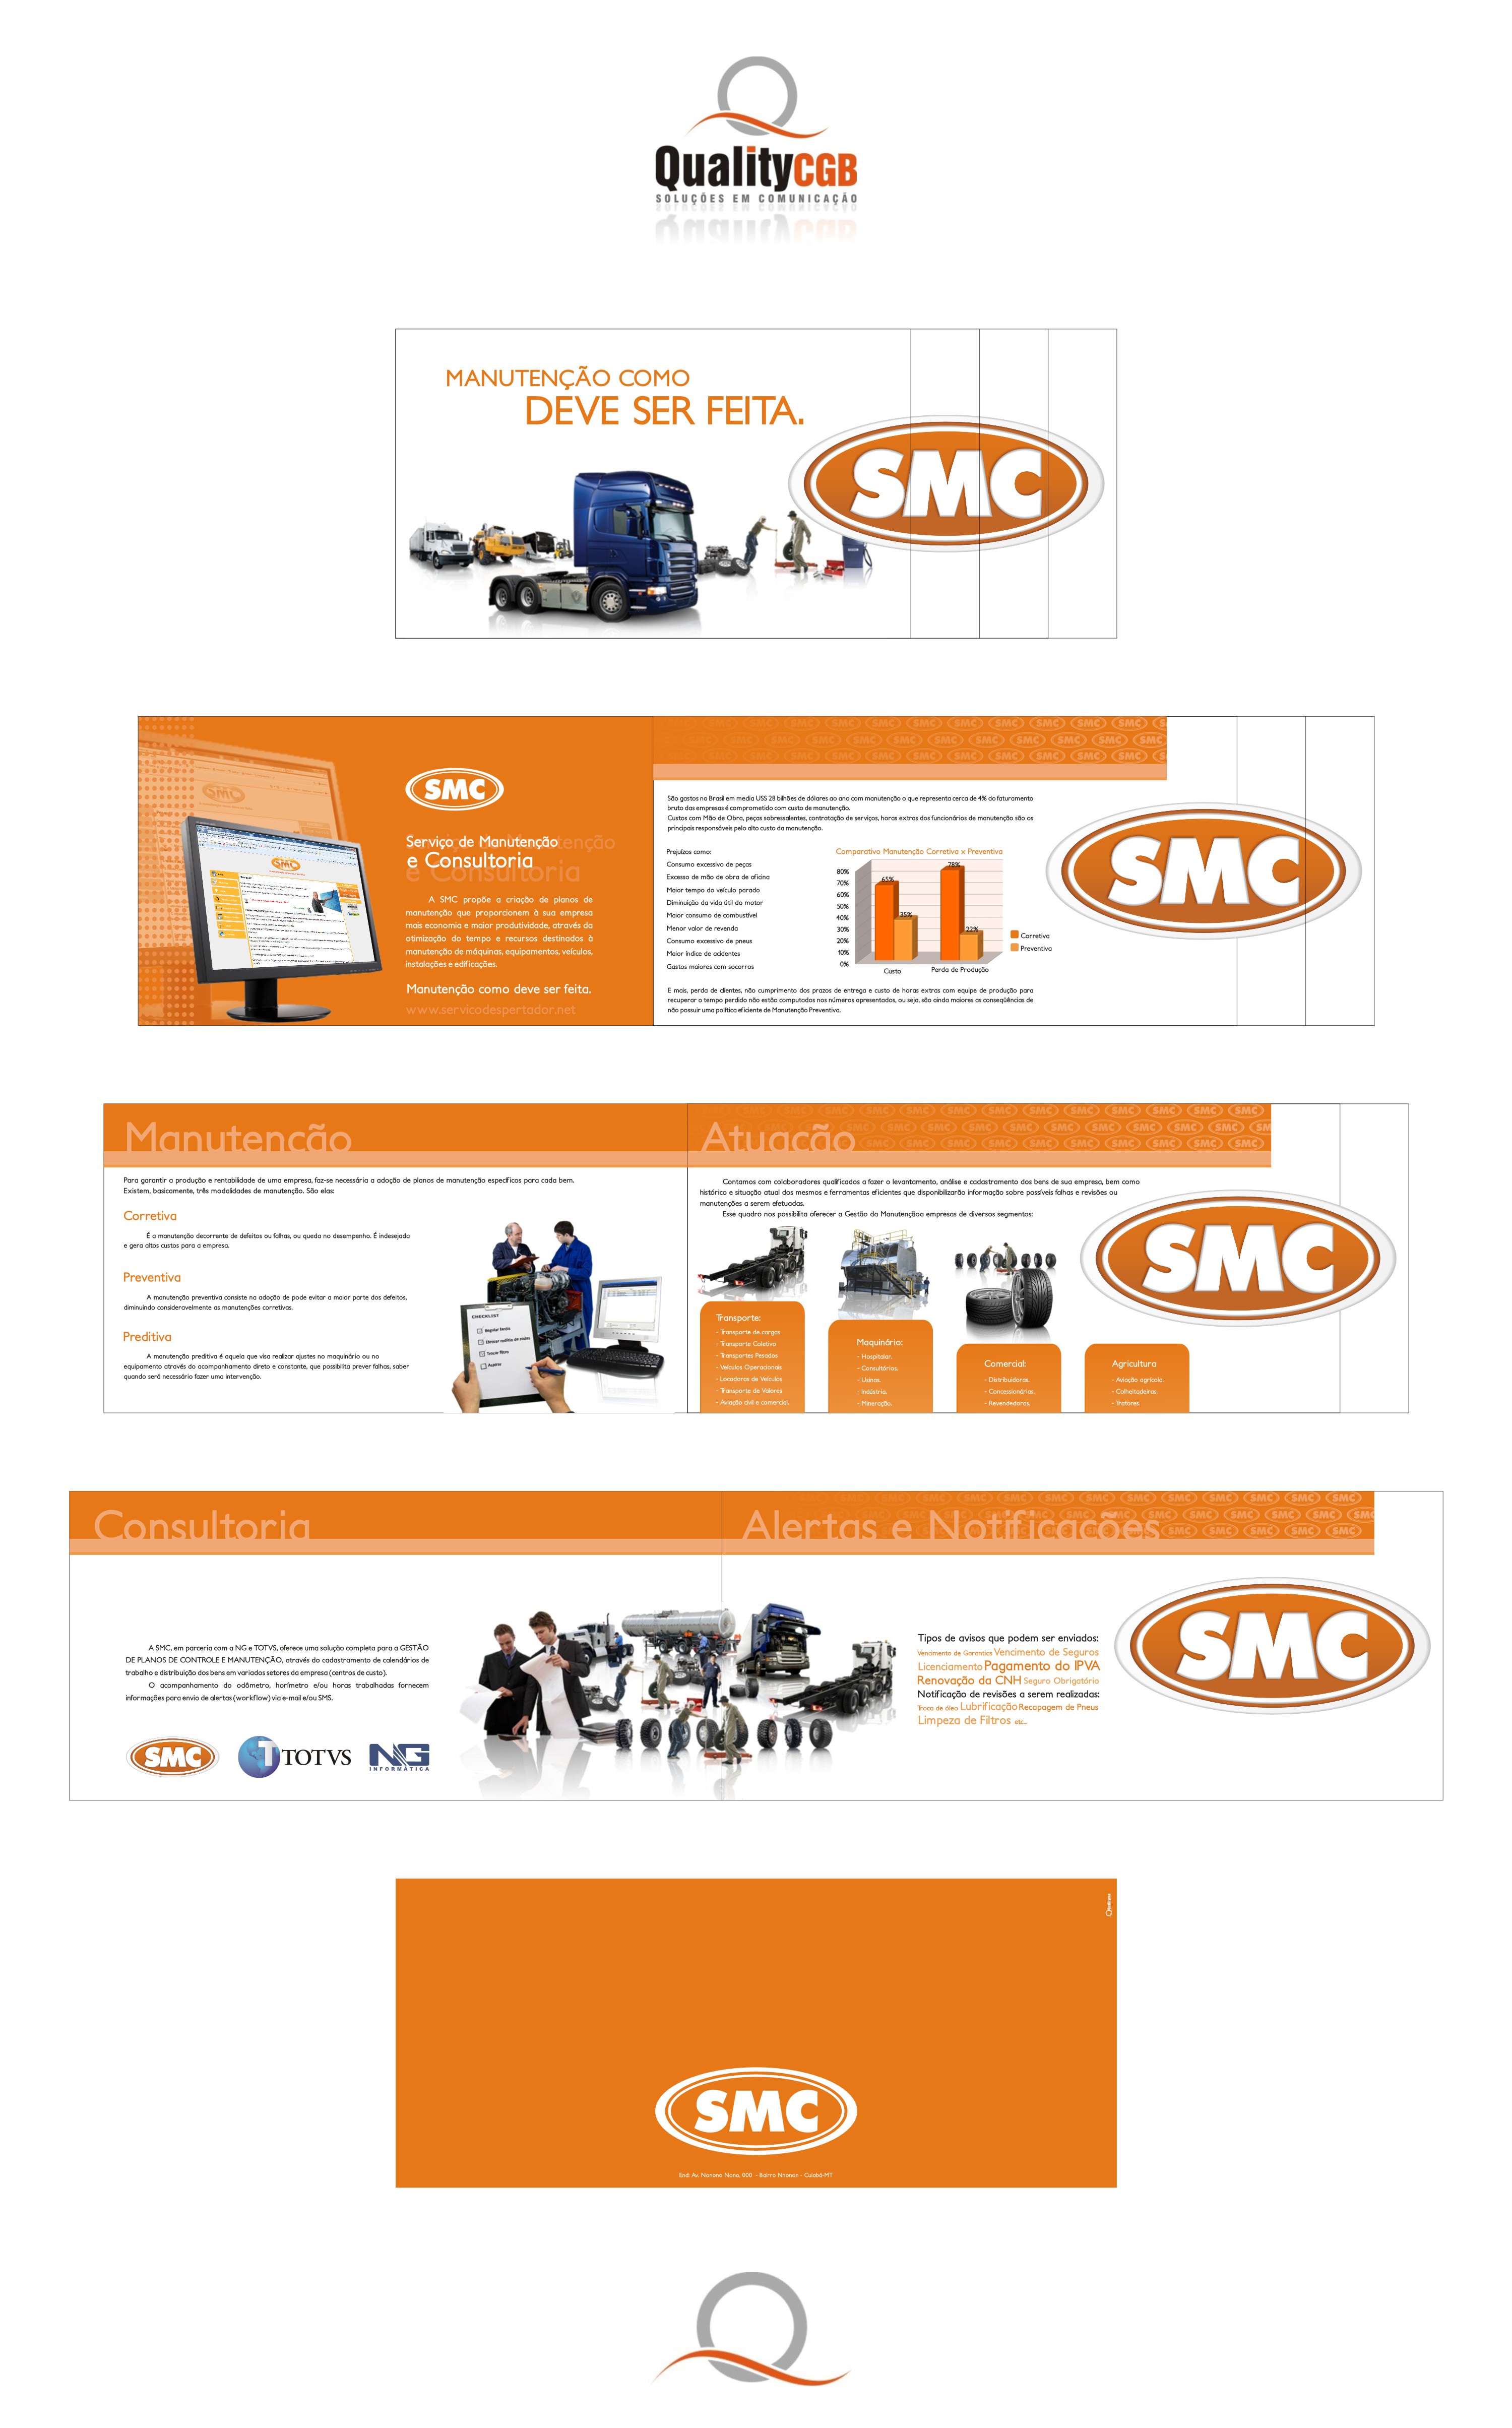 QualityCGB
SOLUÇÕES EM COMUNICAÇÃO
MANUTENÇÃO COMO
DEVE SER FEITA.
SMC
SMC
Serviço de Manutenção
e Consultoria
A SMC propõe a criação de planos de
manutenção que proporcionem à sua empresa
mais economia e maior produtividade, através da
otimização do tempo e recursos destinados à
manutenção de máquinas, equipamentos, veículos,
instalações e edificações.
Manutenção como deve ser feita.
www.servicodespertador.net
São gastos no Brasil em media US$ 28 bilhões de dólares ao ano com manutenção o que representa cerca de 4% do faturamento
bruto das empresas é comprometido com custo de manutenção.
Custos com Mão de Obra, peças sobressalentes, contratação de serviços, horas extras dos funcionários de manutenção são os
principais responsáveis pelo alto custo da manutenção.
Prejuízos como:
Consumo excessivo de peças
Excesso de mão de obra de oficina
Maior tempo do veículo parado
Diminuição da vida útil do motor
Maior consumo de combustível
Menor valor de revenda
Consumo excessivo de pneus
Maior índice de acidentes
Gastos maiores com socorros
Comparativo Manutenção Corretiva x Preventiva
80%
70%
60%
50%
40%
30%
20%
10%
0%
65%
35%
78%
22%
Custo
Perda de Produção
Corretiva
Preventiva
E mais, perda de clientes, não cumprimento dos prazos de entrega e custo de horas extras com equipe de produção para
recuperar o tempo perdido não estão computados nos números apresentados, ou seja, são ainda maiores as conseqüências de
não possuir uma política eficiente de Manutenção Preventiva.
SMC
Manutenção
Para garantir a produção e rentabilidade de uma empresa, faz-se necessária a adoção de planos de manutenção específicos para cada bem.
Existem, basicamente, três modalidades de manutenção. São elas:
Corretiva
É a manutenção decorrente de defeitos ou falhas, ou queda no desempenho. É indesejada
e gera altos custos para a empresa.
Preventiva
A manutenção preventiva consiste na adoção de pode evitar a maior parte dos defeitos,
diminuindo consideravelmente as manutenções corretivas.
Preditiva
A manutenção preditiva é aquela que visa realizar ajustes no maquinário ou no
equipamento através do acompanhamento direto e constante, que possibilita prever falhas, saber
quando será necessário fazer uma intervenção.
CHECKLIST
Regular freois
Trocar filtro
Atuação
Contamos com colaboradores qualificados a fazer o levantamento, análise e cadastramento dos bens de sua empresa, bem como
histórico e situação atual dos mesmos e ferramentas eficientes que disponibilizarão informação sobre possíveis falhas e revisões ou
manutenções a serem efetuadas.
Esse quadro nos possibilita oferecer a Gestão da Manutençãoa empresas de diversos segmentos:
Transporte:
- Transporte de cargas
- Transporte Coletivo
- Transportes Pesados
- Veículos Operacionais
- Locadoras de Veículos
- Transporte de Valores
- Aviação civil e comercial.
Maquinário:
- Hospitalar.
- Consultórios.
- Usinas.
- Indústria.
- Mineração.
Comercial:
- Distribuidoras.
- Concessionárias.
- Revendedoras.
Agricultura
- Aviação agrícola.
- Colheitadeiras.
- Tratores.
SMC
Consultoria
A SMC, em parceria com a NG e TOTVS, oferece uma solução completa para a GESTÃO
DE PLANOS DE CONTROLE E MANUTENÇÃO, através do cadastramento de calendários de
trabalho e distribuição dos bens em variados setores da empresa (centros de custo).
O acompanhamento do odômetro, horímetro e/ou horas trabalhadas fornecem
informações para envio de alertas (workflow) via e-mail e/ou SMS.
SMC TOTVS NG
INFORMÁTICA
Alertas e Notificações
Tipos de avisos que podem ser enviados:
Vencimento de Garantias Vencimento de Seguros
Licenciamento Pagamento do IPVA
Renovação da CNH Seguro Obrigatório
Notificação de revisões a serem realizadas:
Troca de óleo Lubrificação Recapagem de Pneus
Limpeza de Filtros etc...
SMC
SMC
End: Av. Nonono Nono, 000 - Bairro Nnonon - Cuiabá-MT